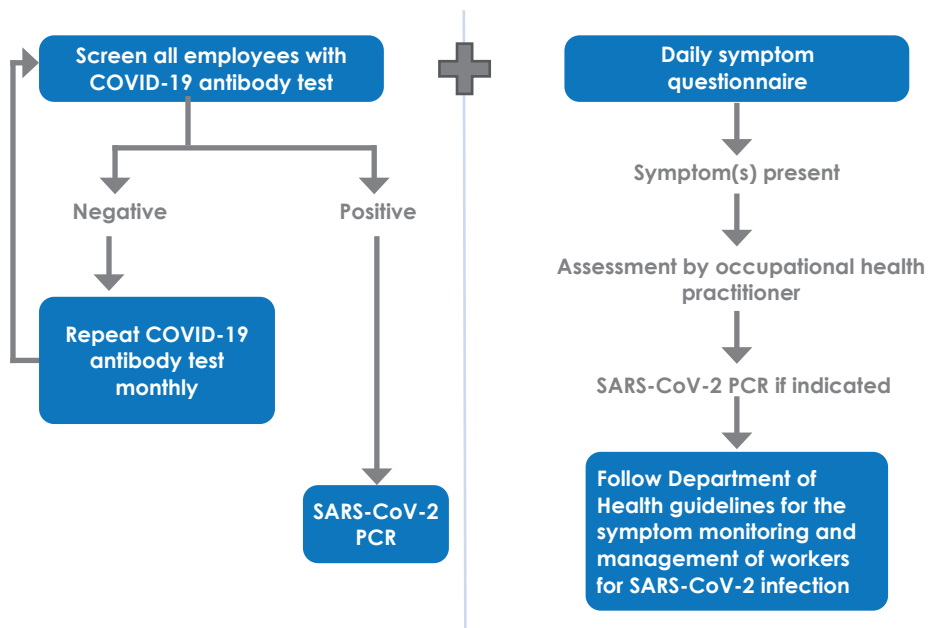 Screen all employees with
COVID-19 antibody test
Negative
Positive
Repeat COVID-19
antibody test
monthly
SARS-CoV-2
PCR
Daily symptom
questionnaire
Symptom(s) present
Assessment by occupational health
practitioner
SARS-CoV-2 PCR if indicated
Follow Department of
Health guidelines for the
symptom monitoring and
management of workers
for SARS-CoV-2 infection